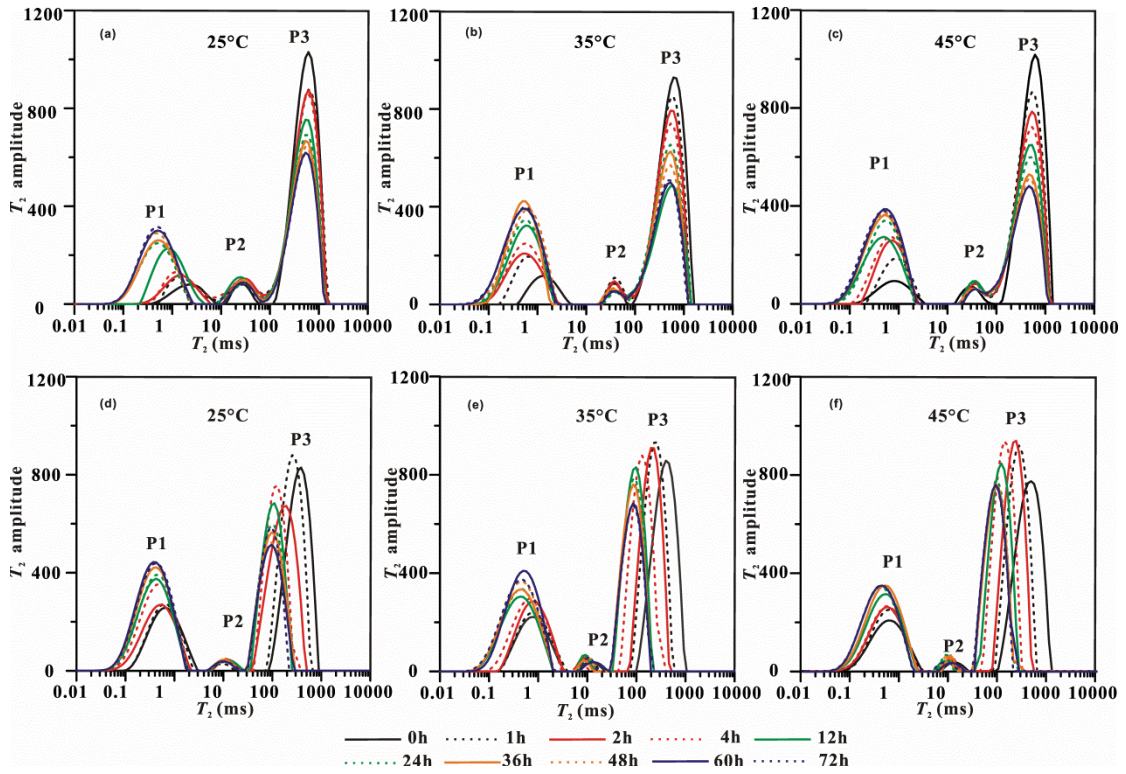 (a) 25°C P3
P1
P2
T₂ amplitude
1200
800
400
0
0.01 0.1 1 10 100 1000 10000
T₂ (ms)
(b) 35°C P3
P1
P2
T₂ amplitude
1200
800
400
0
0.01 0.1 1 10 100 1000 10000
T₂ (ms)
(c) 45°C P3
P1
P2
T₂ amplitude
1200
800
400
0
0.01 0.1 1 10 100 1000 10000
T₂ (ms)
(d) 25°C
P3
P1
P2
T₂ amplitude
1200
800
400
0
0.01 0.1 1 10 100 1000 10000
T₂ (ms)
(e) 35°C
P3
P1
P2
T₂ amplitude
1200
800
400
0
0.01 0.1 1 10 100 1000 10000
T₂ (ms)
(f) 45°C
P3
P1
P2
T₂ amplitude
1200
800
400
0
0.01 0.1 1 10 100 1000 10000
T₂ (ms)
0h 1h 2h 4h 12h
24h 36h 48h 60h 72h